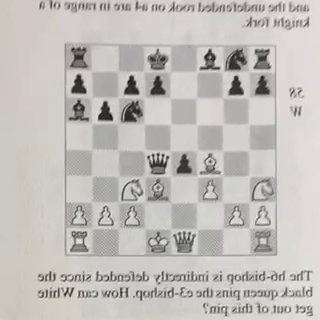 and the undefended rook on a4 are in range of a
knight fork.
58
W
The h6-bishop is indirectly defended since the
black queen pins the e3-bishop. How can White
get out of this pin?